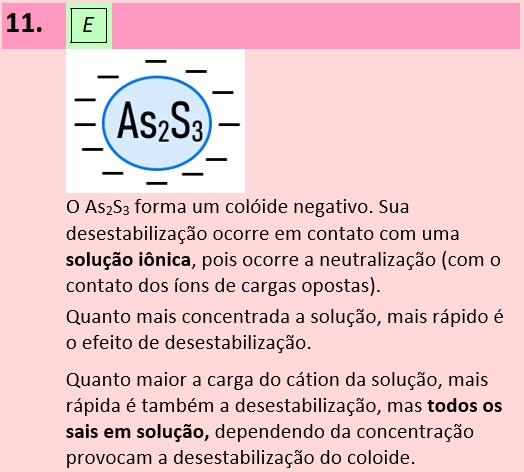 11. E
As₂S₃
O As₂S₃ forma um colóide negativo. Sua
desestabilização ocorre em contato com uma
solução iônica, pois ocorre a neutralização (com o
contato dos íons de cargas opostas).
Quanto mais concentrada a solução, mais rápido é
o efeito de desestabilização.
Quanto maior a carga do cátion da solução, mais
rápida é também a desestabilização, mas todos os
sais em solução, dependendo da concentração
provocam a desestabilização do coloide.